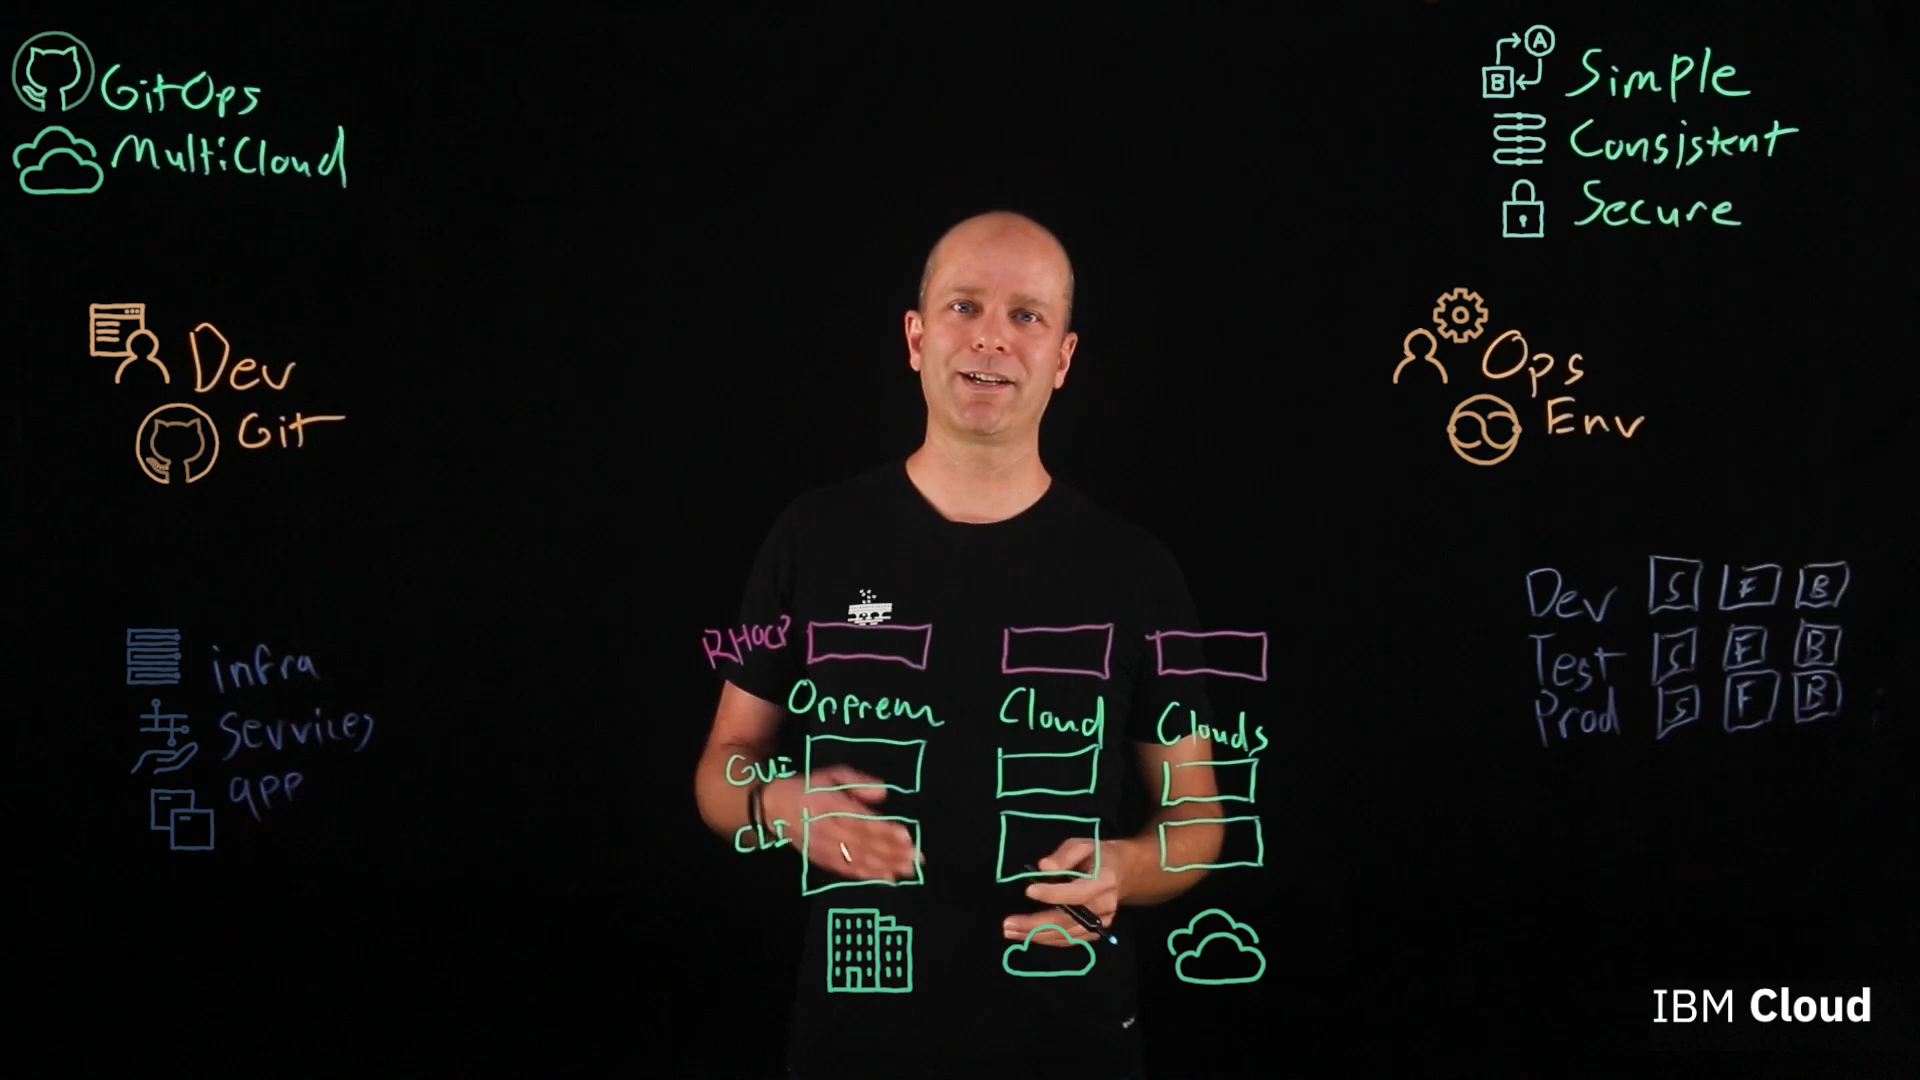 GitOps
MultiCloud
A
B
Simple
Consistent
Secure
Dev
Git
Ops
Env
infra
services
app
RHOCP
Onprem
Cloud
Clouds
GUI
CLI
Dev S F B
Test S F B
Prod S F B
IBM Cloud